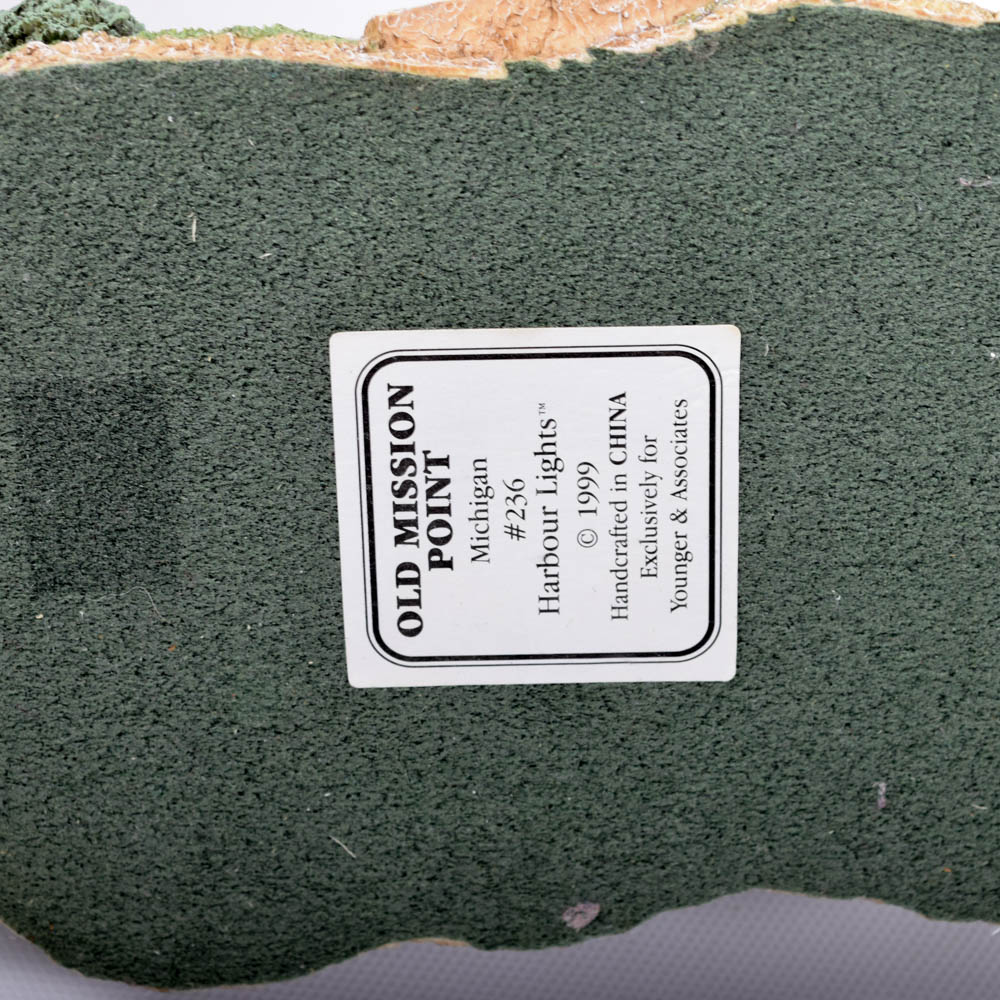 OLD MISSION
POINT
Michigan
#236
Harbour Lights™
© 1999
Handcrafted in CHINA
Exclusively for
Younger & Associates